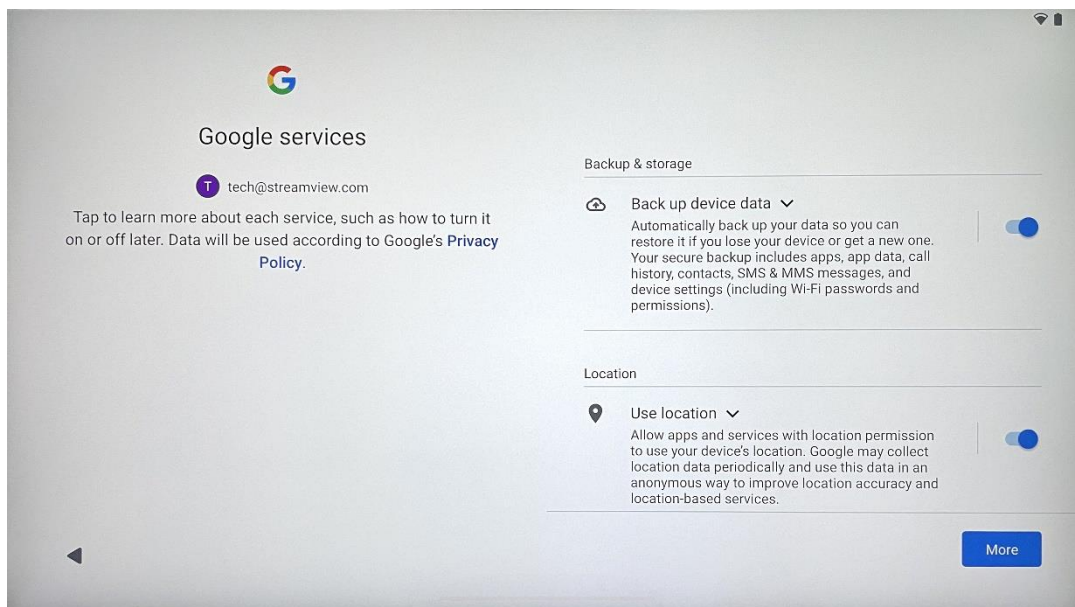 Google services
T tech@streamview.com
Tap to learn more about each service, such as how to turn it
on or off later. Data will be used according to Google's Privacy
Policy.
Backup & storage
Back up device data
Automatically back up your data so you can
restore it if you lose your device or get a new one.
Your secure backup includes apps, app data, call
history, contacts, SMS & MMS messages, and
device settings (including Wi-Fi passwords and
permissions).
Location
Use location
Allow apps and services with location permission
to use your device's location. Google may collect
location data periodically and use this data in an
anonymous way to improve location accuracy and
location-based services.
More